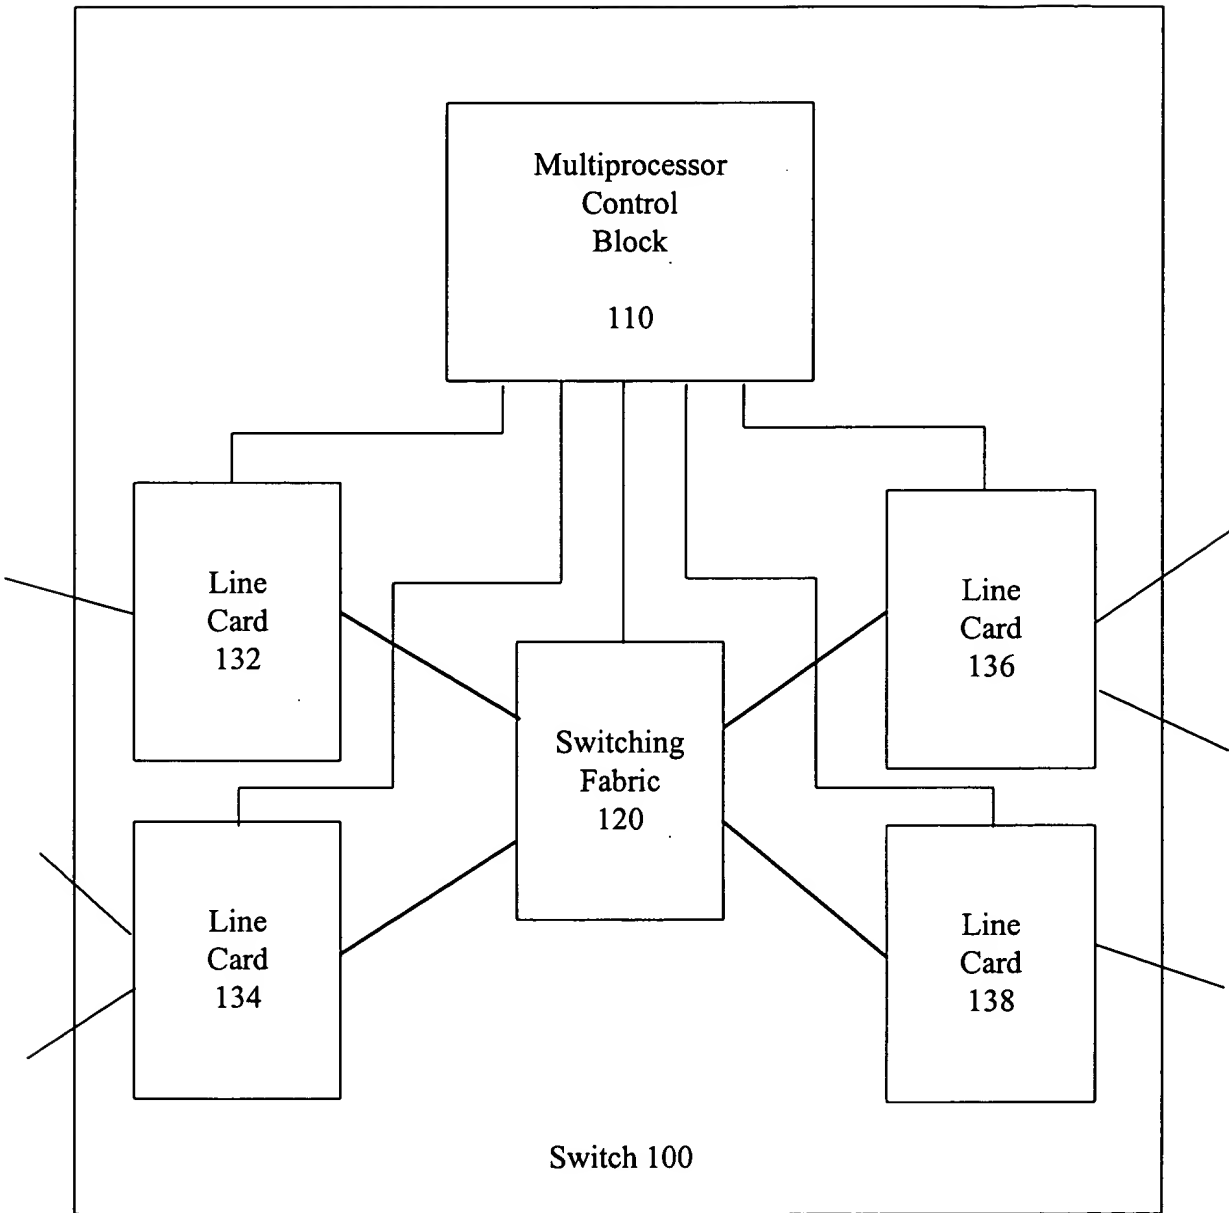 Multiprocessor
Control
Block
110
Line
Card
132
Line
Card
136
Switching
Fabric
120
Line
Card
134
Line
Card
138
Switch 100